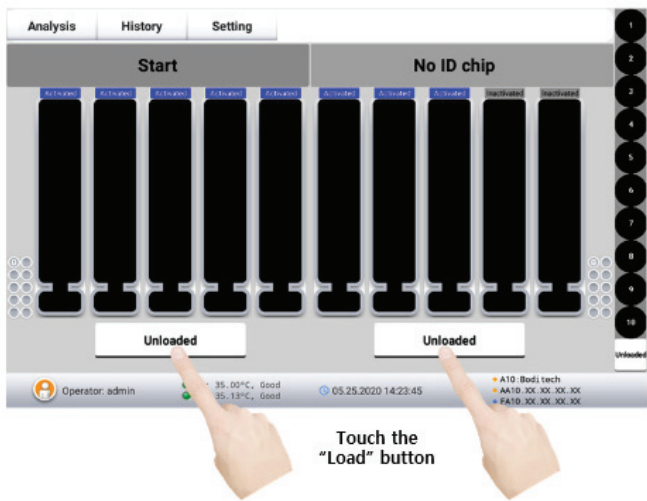 Analysis History Setting
Start No ID chip
Activated Activated Activated Activated Activated Activated Activated Activated Inactivated Inactivated
Unloaded Unloaded
Operator: admin
35.00°C, Good
35.13°C, Good
05.25.2020 14:23:45
A10:Boditech
AA10.XX.XX.XX.XX
FA10.XX.XX.XX.XX
1
2
3
4
5
6
7
8
9
10
Unloaded
Touch the
“Load” button